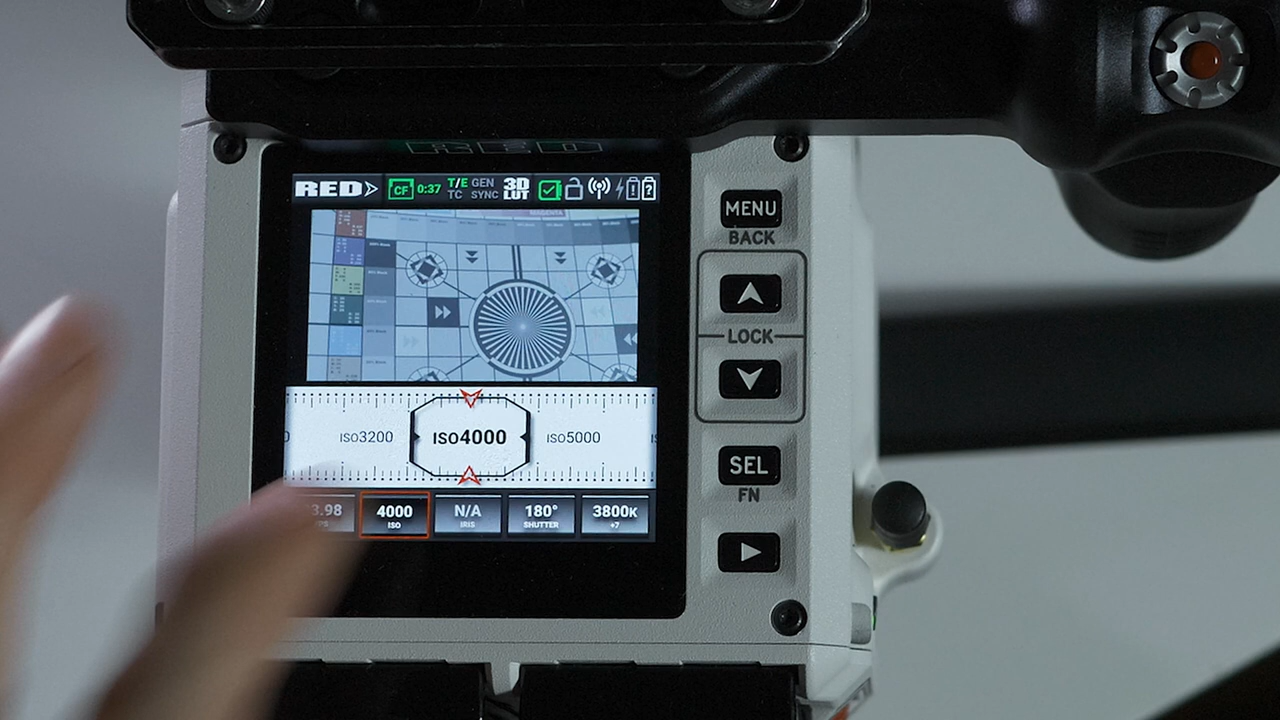 RED
RED CF 0:37 T/E GEN 3D
TC SYNC LUT
MAGENTA
ISO3200 ISO4000 ISO5000
3.98 4000 N/A 180° 3800K
ISO IRIS SHUTTER +7
MENU
BACK
LOCK
SEL
FN